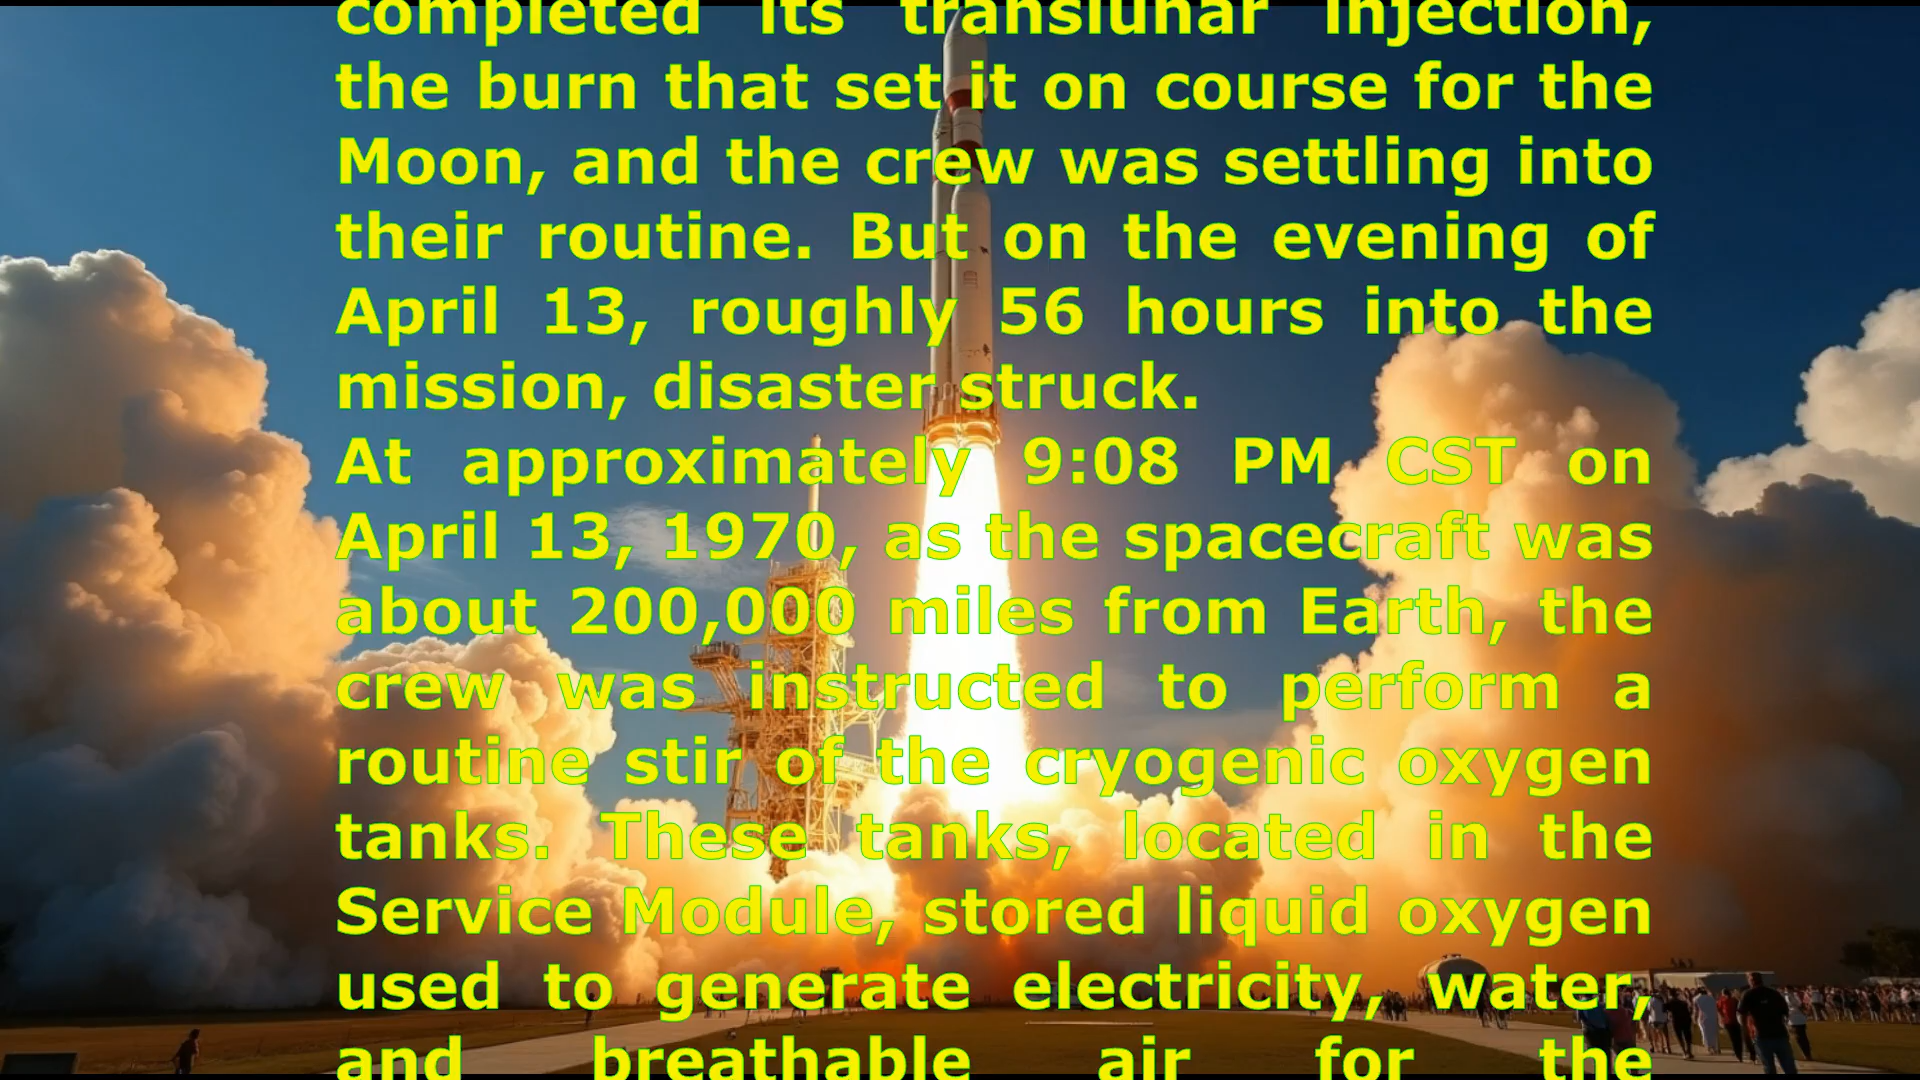 completed its translunar injection,
the burn that set it on course for the
Moon, and the crew was settling into
their routine. But on the evening of
April 13, roughly 56 hours into the
mission, disaster struck.
At approximately 9:08 PM CST on
April 13, 1970, as the spacecraft was
about 200,000 miles from Earth, the
crew was instructed to perform a
routine stir of the cryogenic oxygen
tanks. These tanks, located in the
Service Module, stored liquid oxygen
used to generate electricity, water,
and breathable air for the